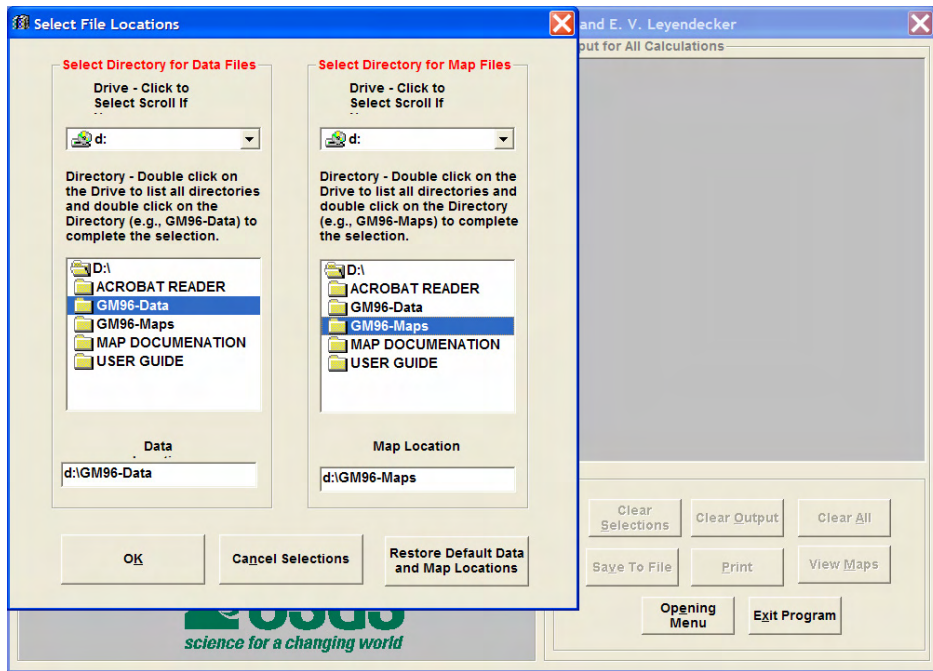 Select File Locations
and E. V. Leyendecker
put for All Calculations
Select Directory for Data Files
Drive - Click to
Select Scroll If
d:
Directory - Double click on
the Drive to list all directories
and double click on the
Directory (e.g., GM96-Data) to
complete the selection.
D:\
ACROBAT READER
GM96-Data
GM96-Maps
MAP DOCUMENATION
USER GUIDE
Data
d:\GM96-Data
Select Directory for Map Files
Drive - Click to
Select Scroll If
d:
Directory - Double click on the
Drive to list all directories and
double click on the Directory
(e.g., GM96-Maps) to complete
the selection.
D:\
ACROBAT READER
GM96-Data
GM96-Maps
MAP DOCUMENATION
USER GUIDE
Map Location
d:\GM96-Maps
OK
Cancel Selections
Restore Default Data
and Map Locations
Clear
Selections
Clear Output
Clear All
Save To File
Print
View Maps
Opening
Menu
Exit Program
USGS
science for a changing world